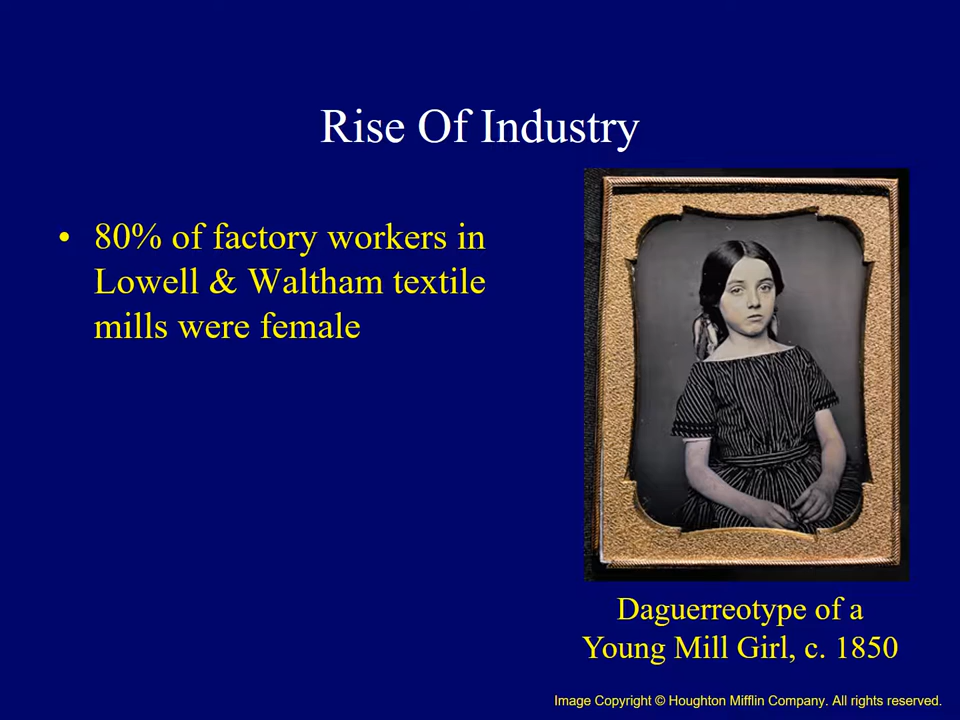 Rise Of Industry
• 80% of factory workers in
Lowell & Waltham textile
mills were female
Daguerreotype of a
Young Mill Girl, c. 1850
Image Copyright © Houghton Mifflin Company. All rights reserved.